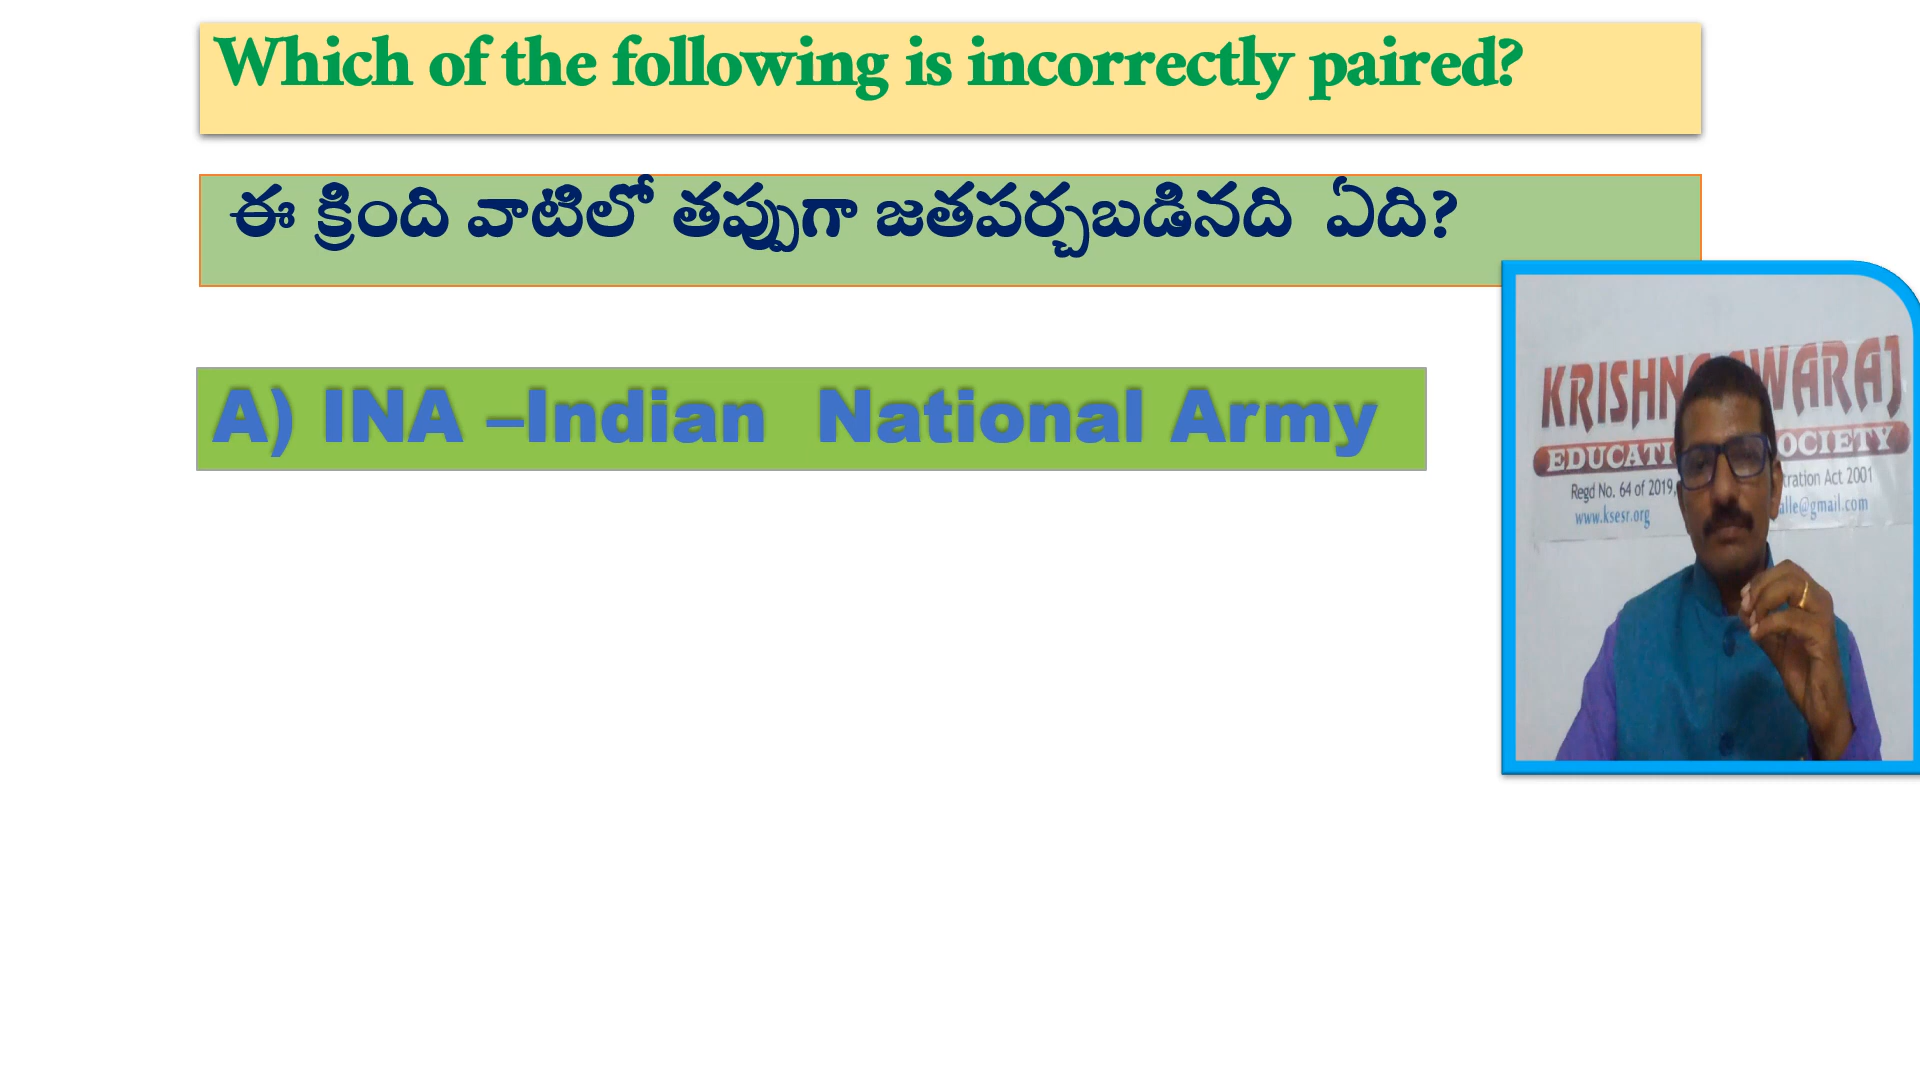 Which of the following is incorrectly paired?
ఈ క్రింది వాటిలో తప్పుగా జతపర్చబడినది ఏది?
A) INA –Indian National Army
KRISHN WARAJ
EDUCATI OCIETY
Regd No. 64 of 2019, tration Act 2001
www.ksesr.org alle@gmail.com